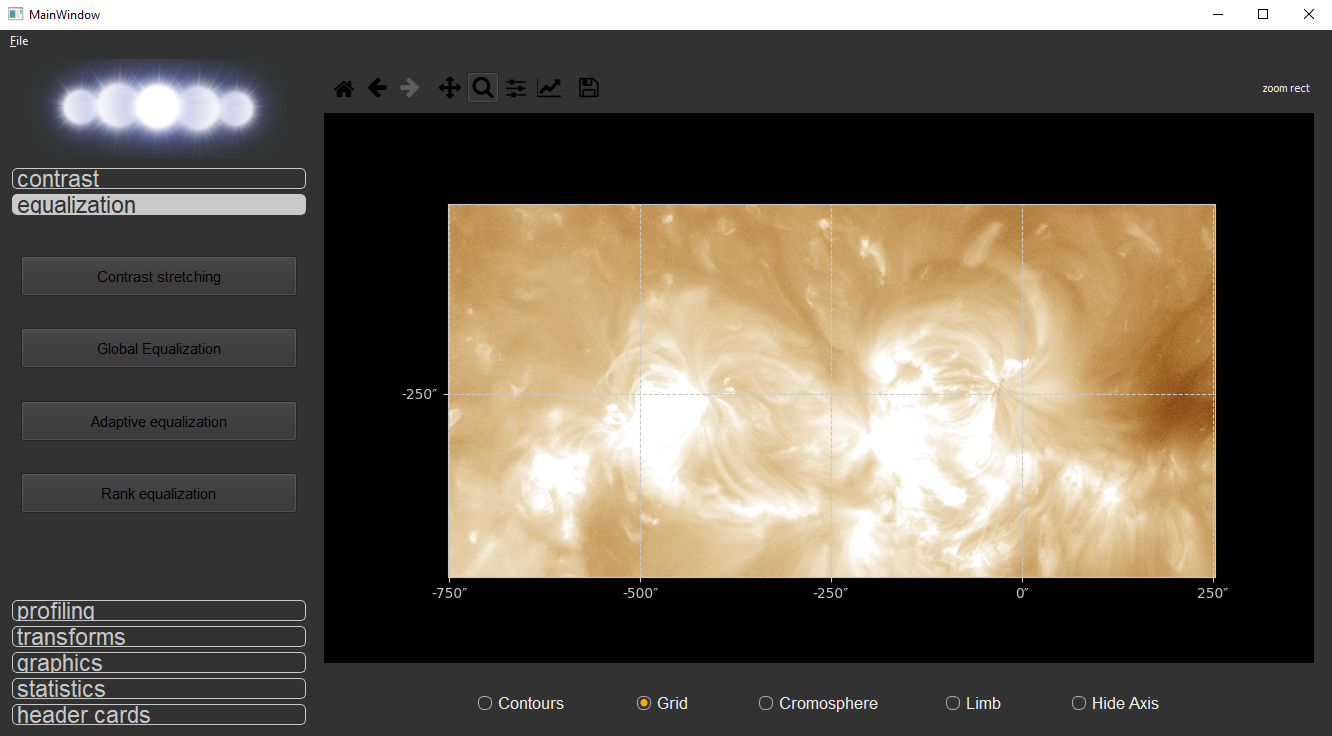 MainWindow
File
zoom rect
contrast
equalization
Contrast stretching
Global Equalization
Adaptive equalization
Rank equalization
profiling
transforms
graphics
statistics
header cards
-250″
-750″ -500″ -250″ 0″ 250″
Contours Grid Cromosphere Limb Hide Axis